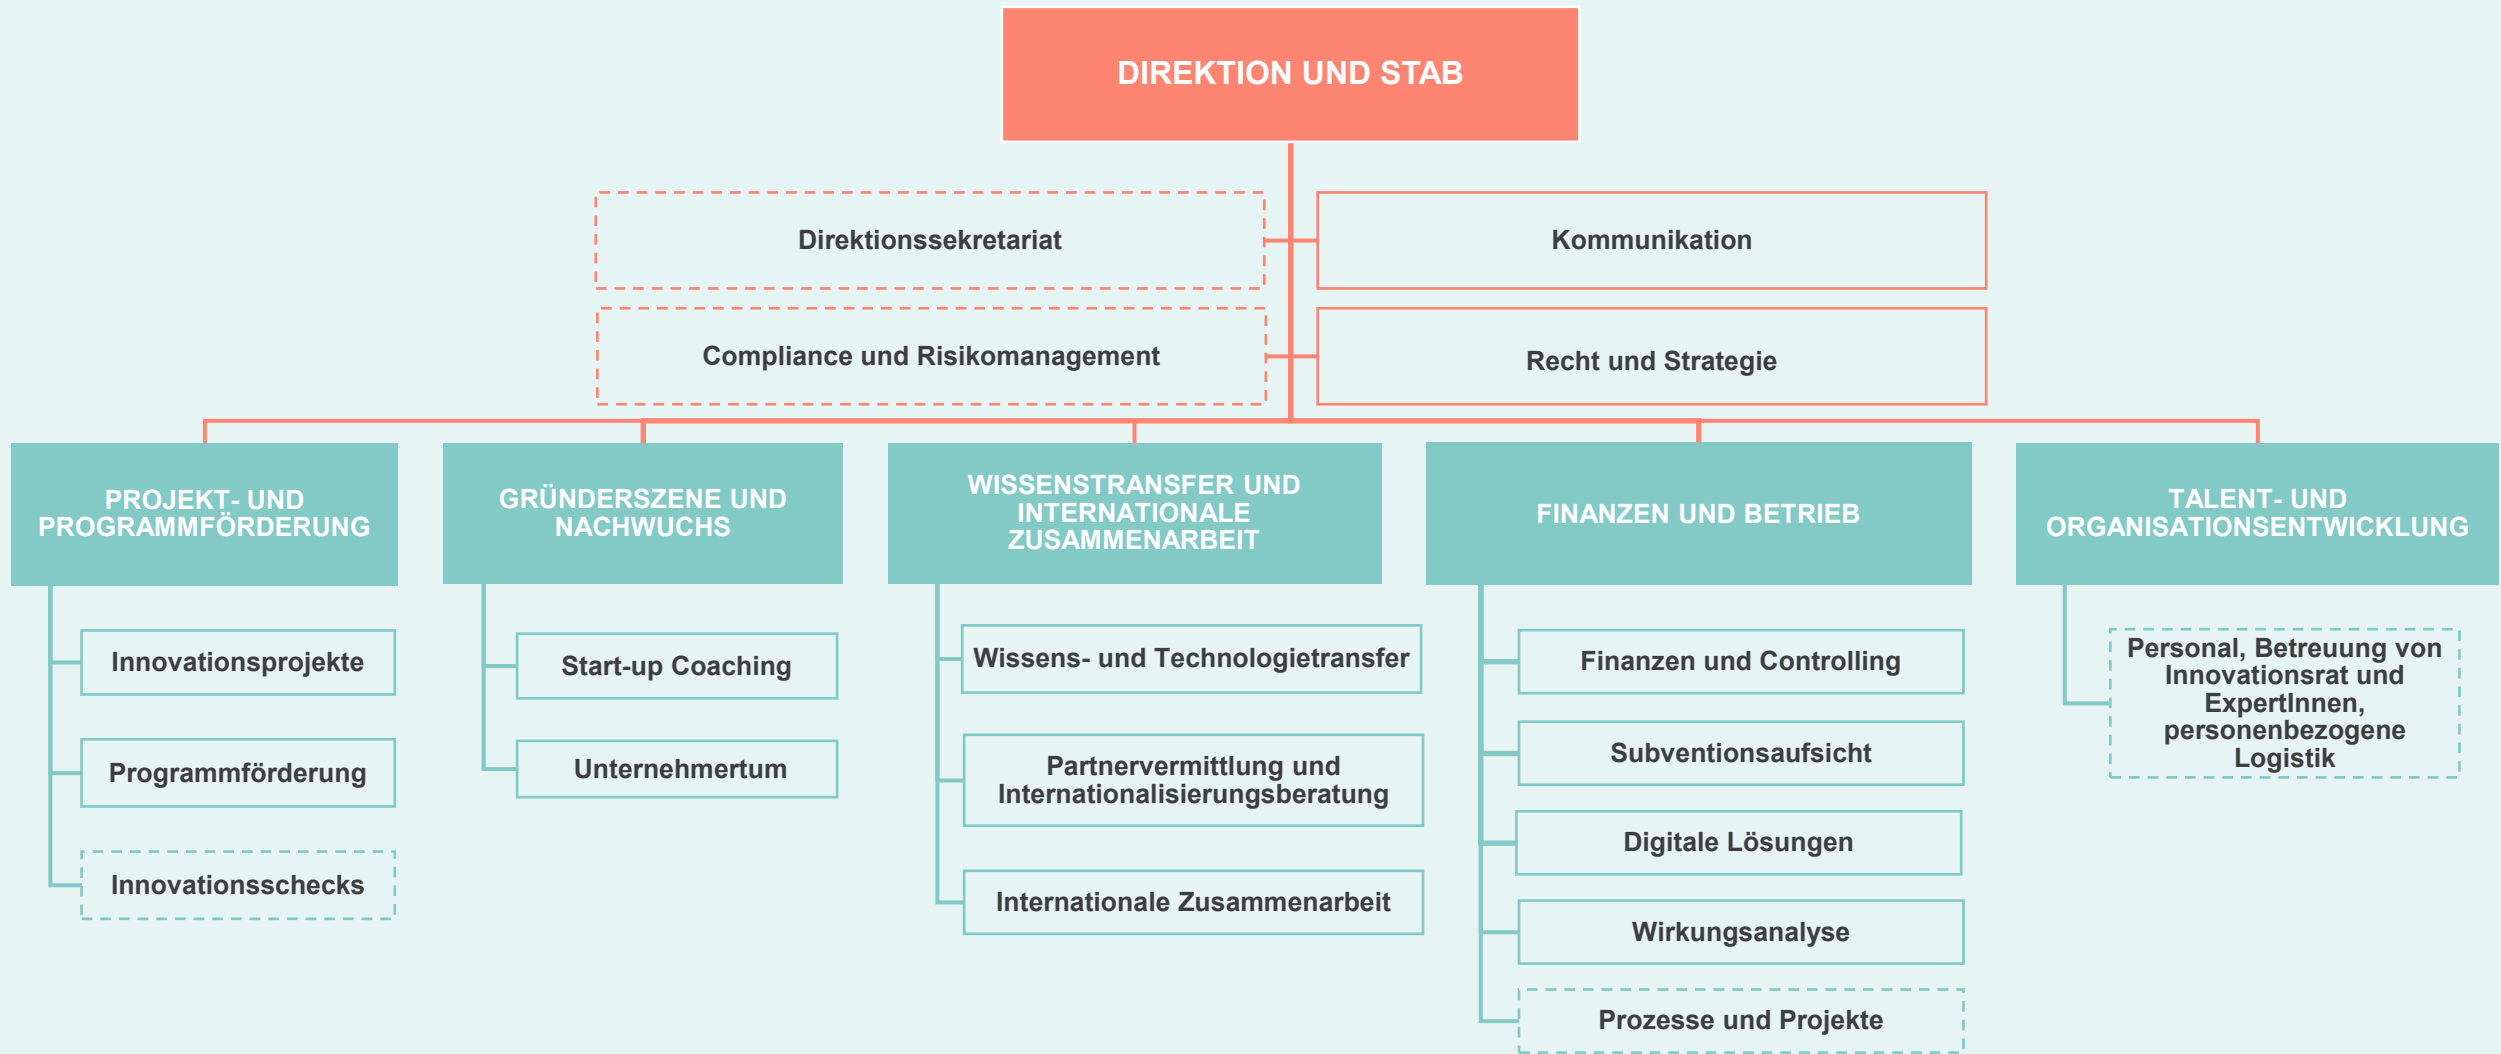 DIREKTION UND STAB
Direktionssekretariat
Kommunikation
Compliance und Risikomanagement
Recht und Strategie
PROJEKT- UND
PROGRAMMFÖRDERUNG
Innovationsprojekte
Programmförderung
Innovationsschecks
GRÜNDERSZENE UND
NACHWUCHS
Start-up Coaching
Unternehmertum
WISSENSTRANSFER UND
INTERNATIONALE
ZUSAMMENARBEIT
Wissens- und Technologietransfer
Partnervermittlung und
Internationalisierungsberatung
Internationale Zusammenarbeit
FINANZEN UND BETRIEB
Finanzen und Controlling
Subventionsaufsicht
Digitale Lösungen
Wirkungsanalyse
Prozesse und Projekte
TALENT- UND
ORGANISATIONSENTWICKLUNG
Personal, Betreuung von
Innovationsrat und
ExpertInnen,
personenbezogene
Logistik